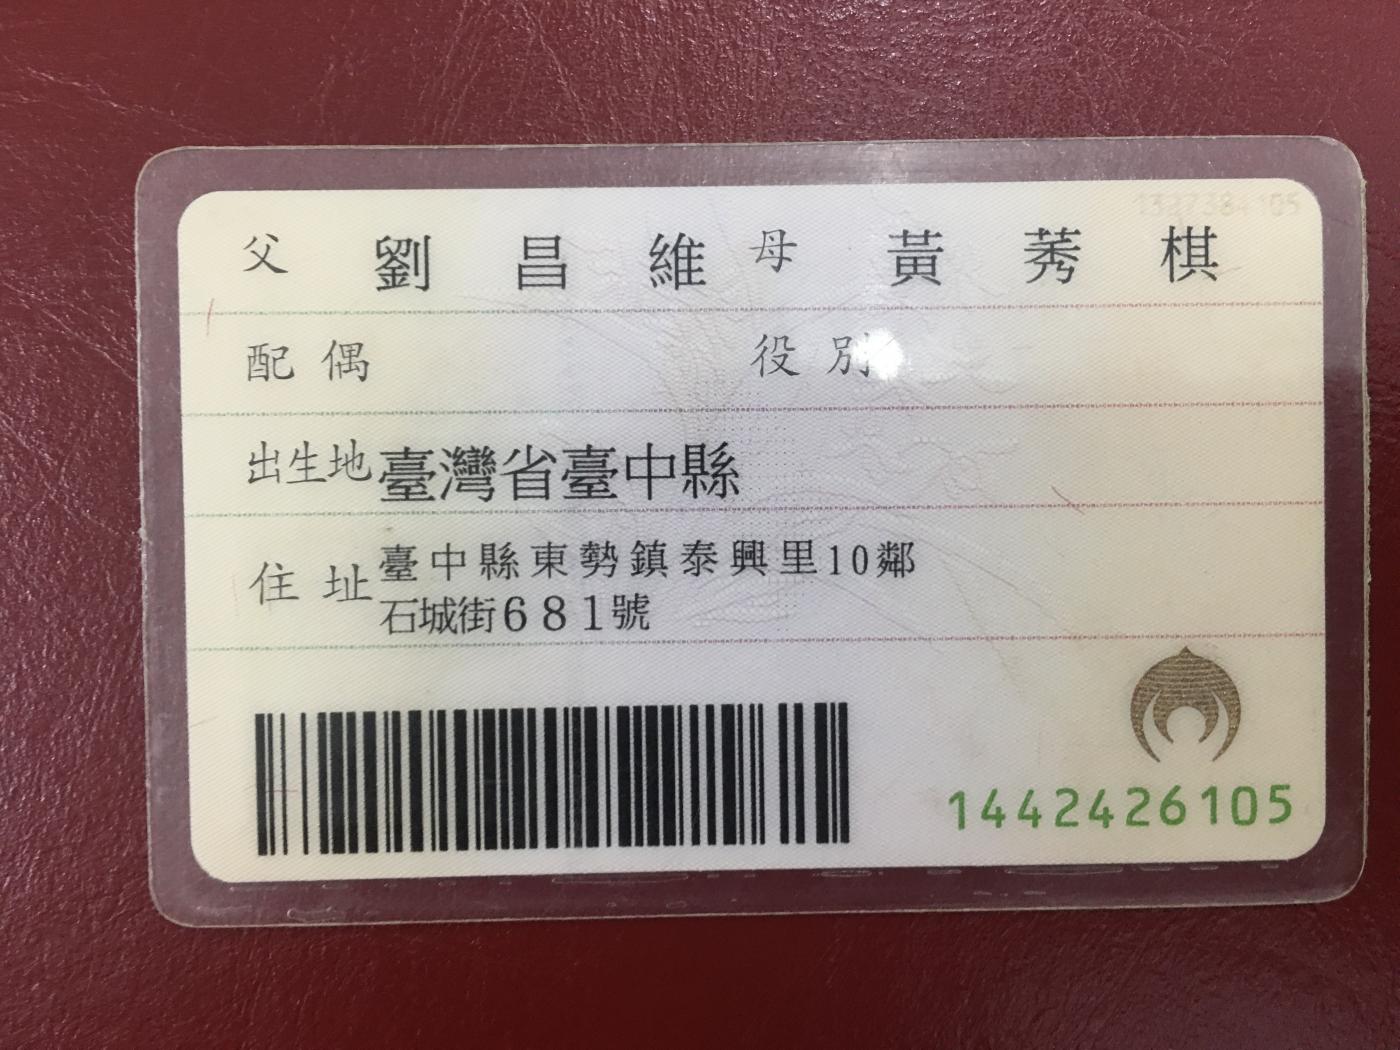 父 劉昌維 母 黃莠棋
配偶 役別
出生地 臺灣省臺中縣
住址 臺中縣東勢鎮泰興里10鄰
石城街681號
1442426105